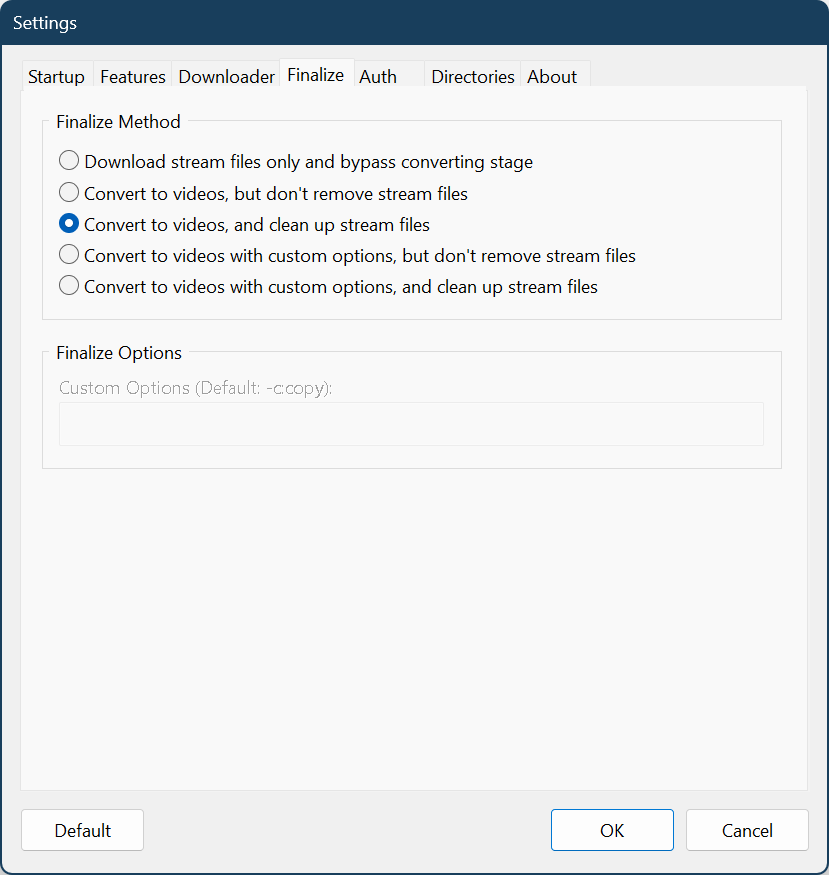 Settings
Startup Features Downloader Finalize Auth Directories About
Finalize Method
Download stream files only and bypass converting stage
Convert to videos, but don't remove stream files
Convert to videos, and clean up stream files
Convert to videos with custom options, but don't remove stream files
Convert to videos with custom options, and clean up stream files
Finalize Options
Custom Options (Default: -c:copy):
Default OK Cancel